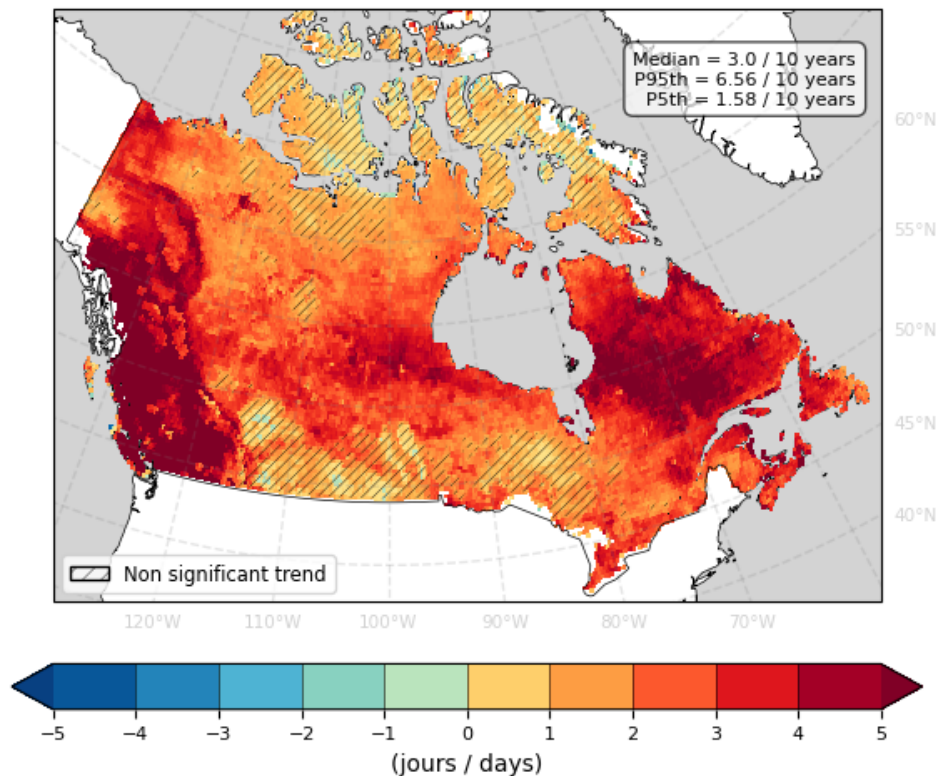 Median = 3.0 / 10 years
P95th = 6.56 / 10 years
P5th = 1.58 / 10 years
60°N
55°N
50°N
45°N
40°N
Non significant trend
120°W 110°W 100°W 90°W 80°W 70°W
−5 −4 −3 −2 −1 0 1 2 3 4 5
(jours / days)